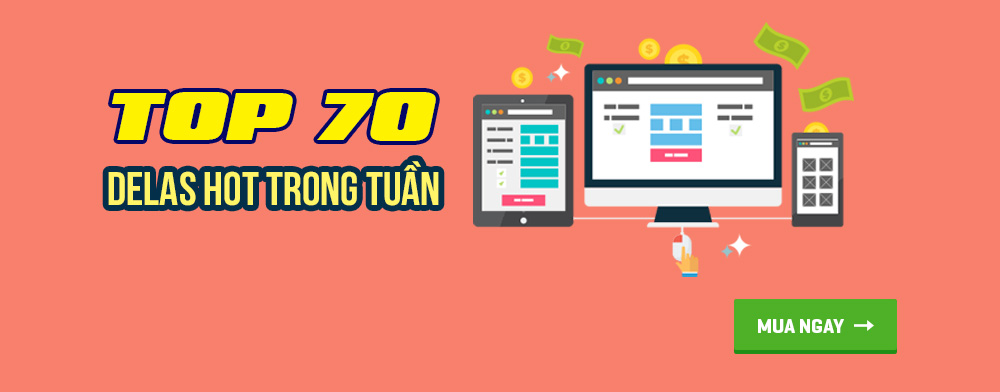 TOP 70
DELAS HOT TRONG TUẦN
MUA NGAY →